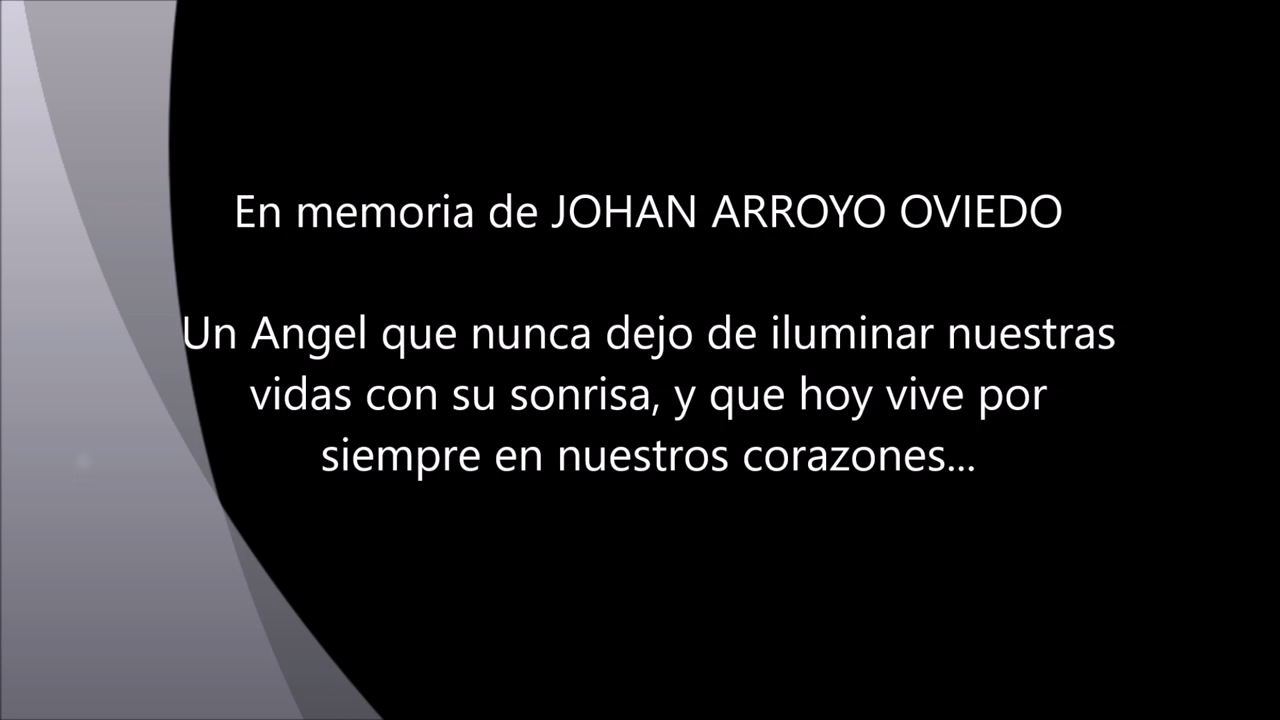 En memoria de JOHAN ARROYO OVIEDO
Un Angel que nunca dejo de iluminar nuestras
vidas con su sonrisa, y que hoy vive por
siempre en nuestros corazones...